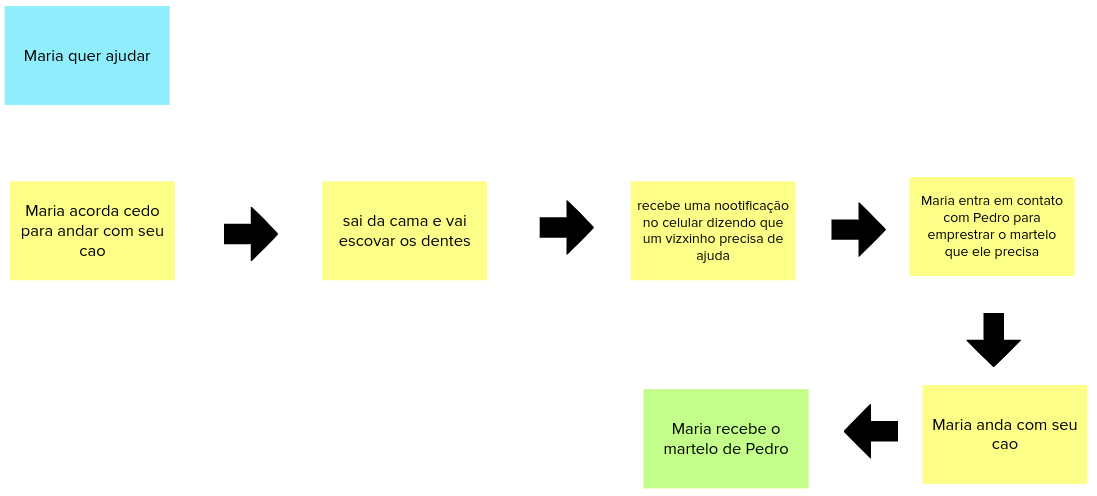 Maria quer ajudar
Maria acorda cedo
para andar com seu
cao
sai da cama e vai
escovar os dentes
recebe uma nootificação
no celular dizendo que
um vizxinho precisa de
ajuda
Maria entra em contato
com Pedro para
emprestrar o martelo
que ele precisa
Maria anda com seu
cao
Maria recebe o
martelo de Pedro